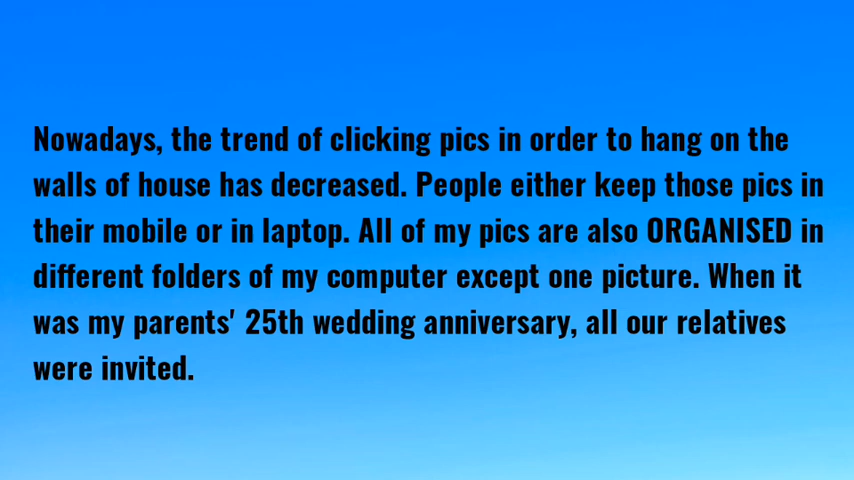 Nowadays, the trend of clicking pics in order to hang on the
walls of house has decreased. People either keep those pics in
their mobile or in laptop. All of my pics are also ORGANISED in
different folders of my computer except one picture. When it
was my parents' 25th wedding anniversary, all our relatives
were invited.